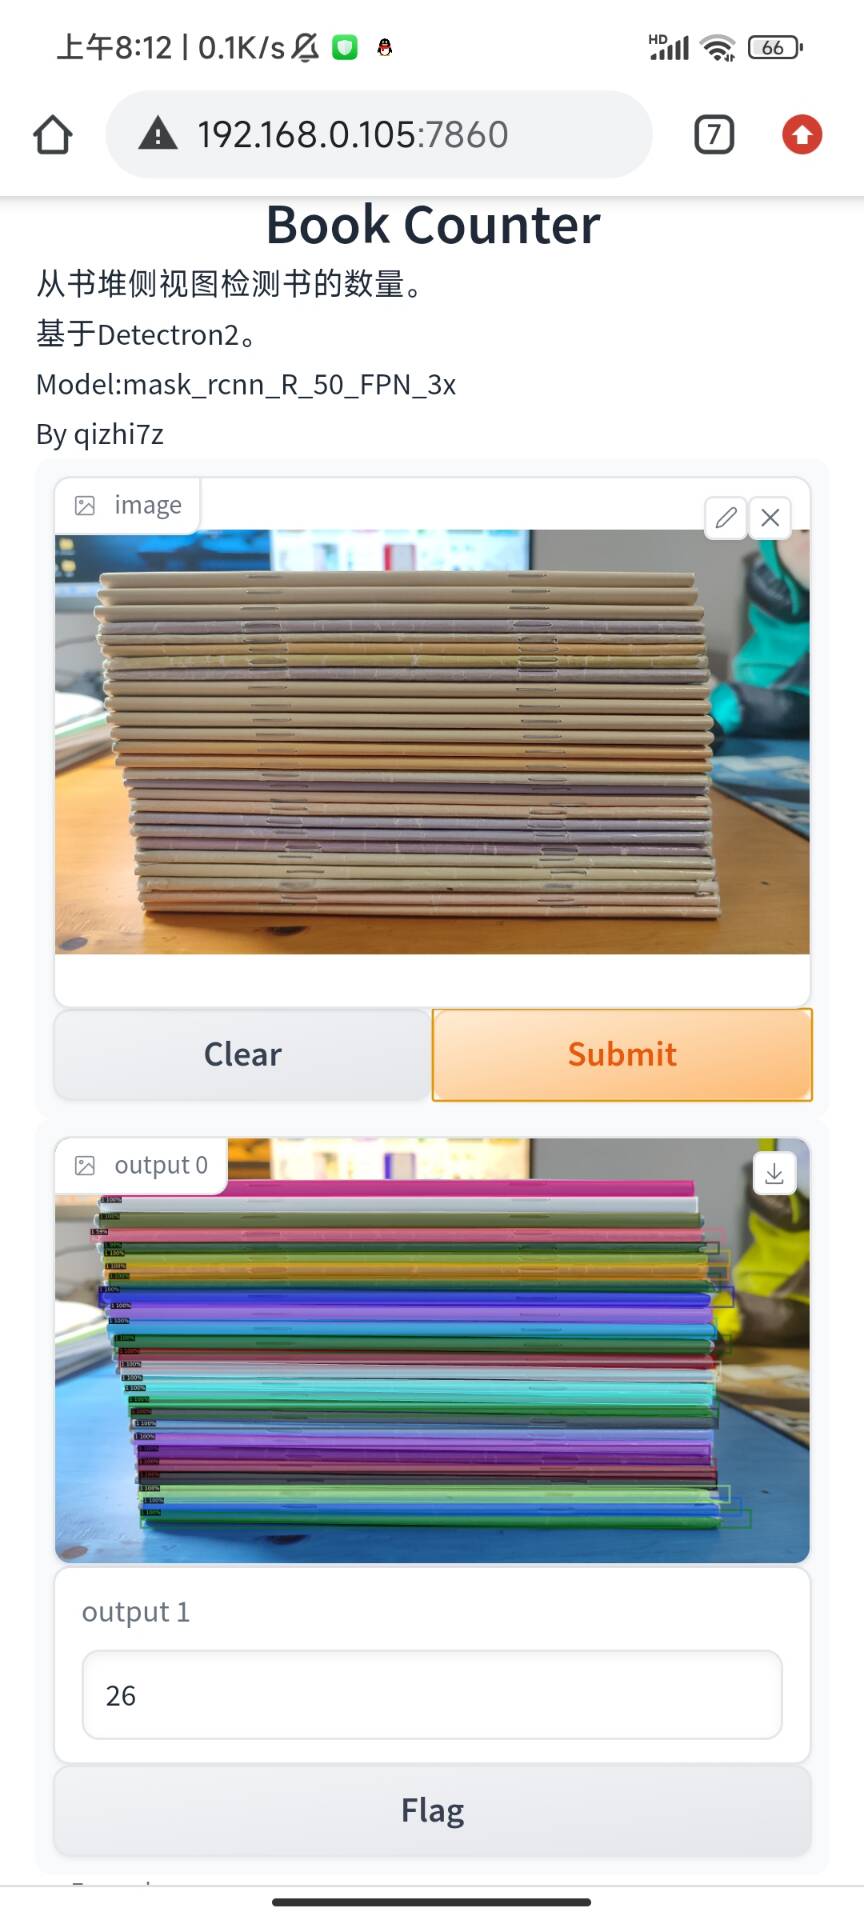 上午8:12 | 0.1K/s
HD
66
192.168.0.105:7860
7
Book Counter
从书堆侧视图检测书的数量。
基于Detectron2。
Model:mask_rcnn_R_50_FPN_3x
By qizhi7z
image
Clear
Submit
output 0
output 1
26
Flag